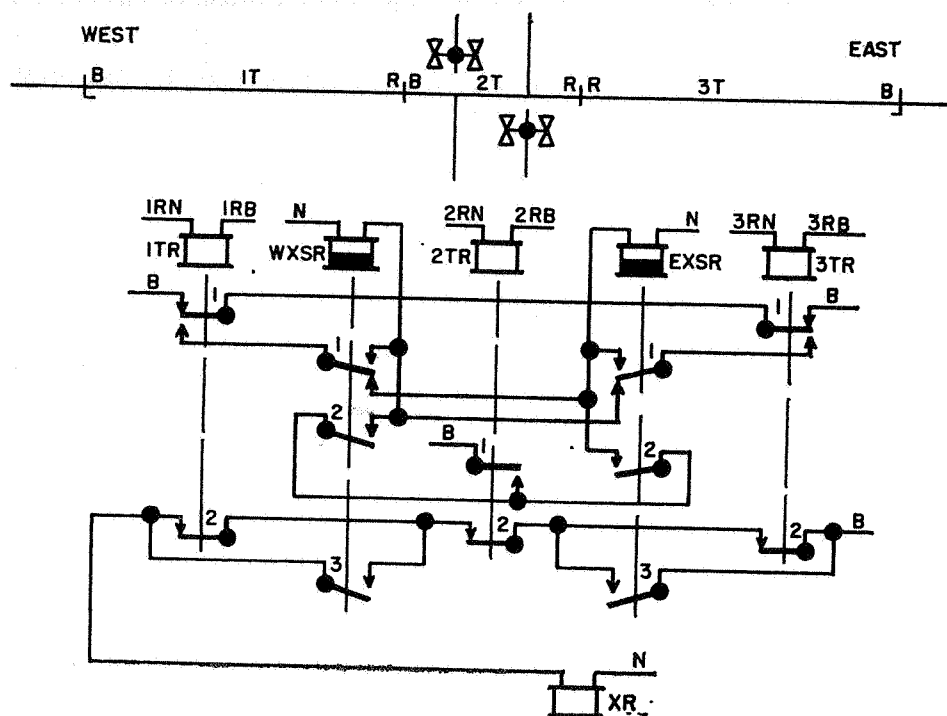 WEST
EAST
B 1T R B 2T R R 3T B
1RN 1RB N 2RN 2RB N 3RN 3RB
1TR WXSR 2TR EXSR 3TR
B 1 1 B
1 1
2 B 1 2
2 2 2 B
3 3
N
XR